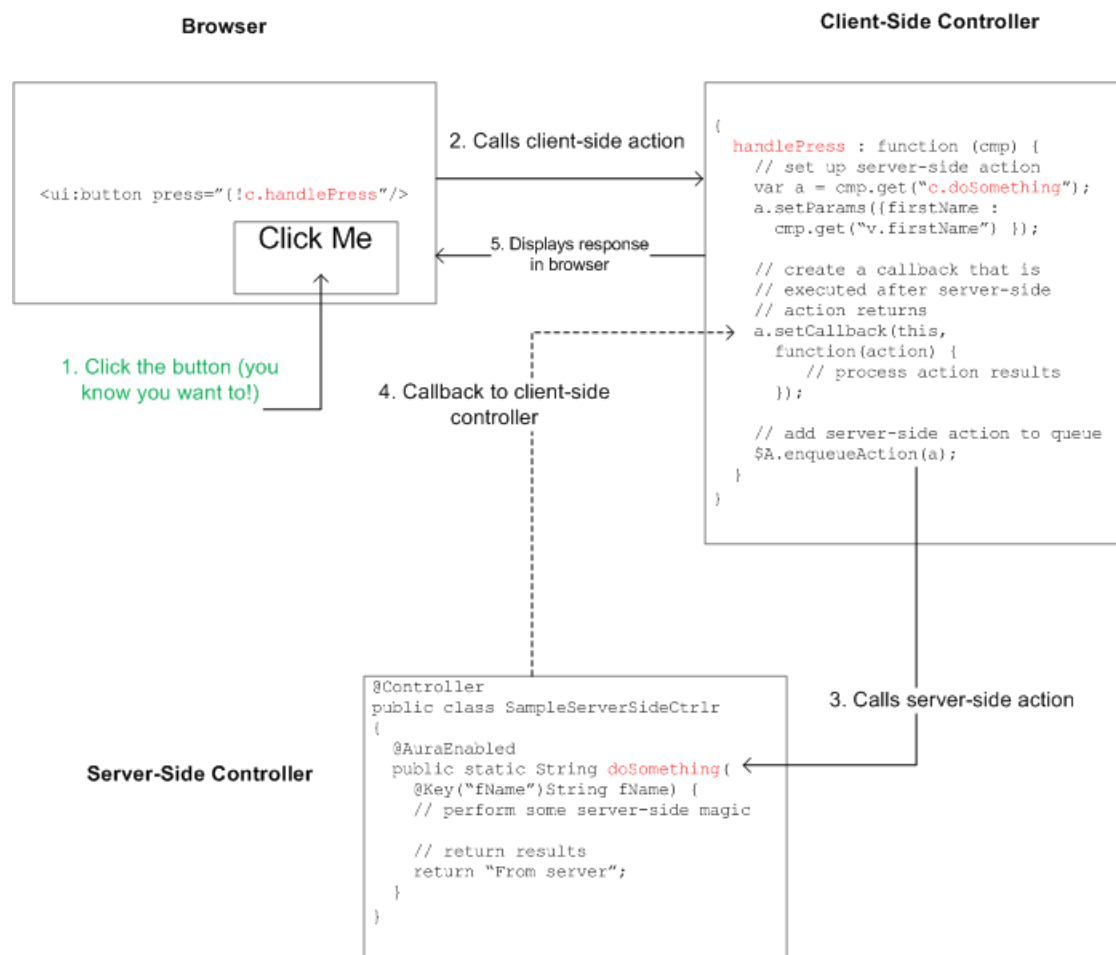 Browser
Client-Side Controller
<ui:button press="{!c.handlePress"/>
Click Me
1. Click the button (you
know you want to!)
2. Calls client-side action
5. Displays response
in browser
{
handlePress : function (cmp) {
// set up server-side action
var a = cmp.get("c.doSomething");
a.setParams({firstName :
cmp.get("v.firstName") });
// create a callback that is
// executed after server-side
// action returns
a.setCallback(this,
function(action) {
// process action results
});
// add server-side action to queue
$A.enqueueAction(a);
}
}
4. Callback to client-side
controller
3. Calls server-side action
Server-Side Controller
@Controller
public class SampleServerSideCtrlr
{
@AuraEnabled
public static String doSomething(
@Key("fName")String fName) {
// perform some server-side magic
// return results
return "From server";
}
}